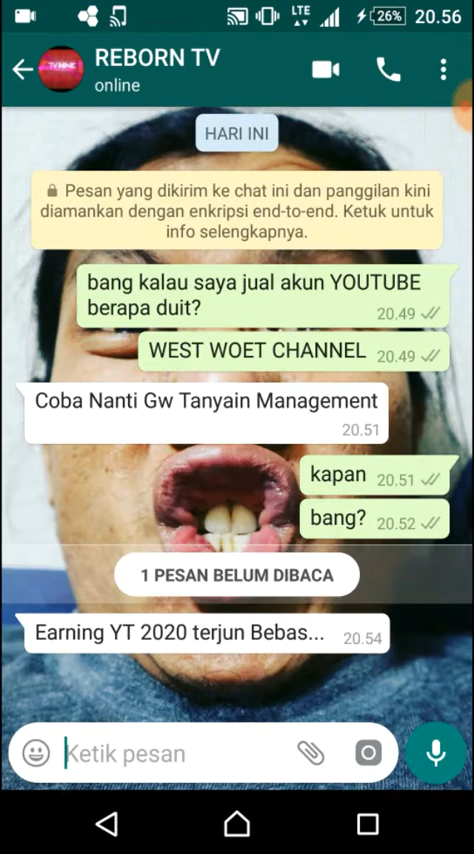 LTE 26% 20.56
REBORN TV
online
HARI INI
Pesan yang dikirim ke chat ini dan panggilan kini
diamankan dengan enkripsi end-to-end. Ketuk untuk
info selengkapnya.
bang kalau saya jual akun YOUTUBE
berapa duit?
20.49
WEST WOET CHANNEL 20.49
Coba Nanti Gw Tanyain Management
20.51
kapan 20.51
bang? 20.52
1 PESAN BELUM DIBACA
Earning YT 2020 terjun Bebas... 20.54
Ketik pesan